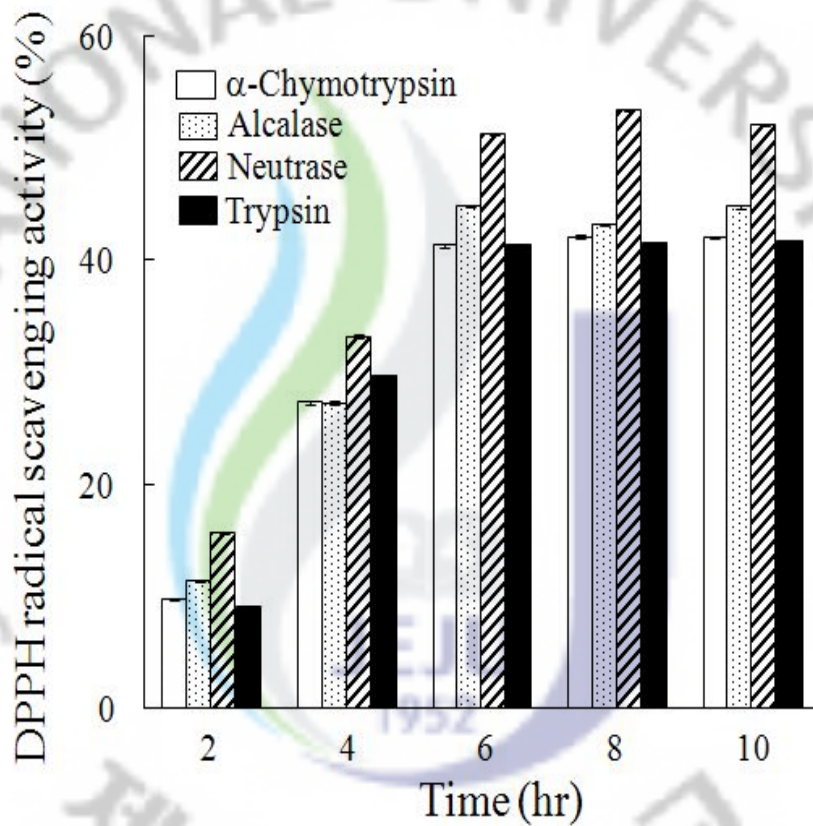 DPPH radical scavenging activity (%)
60
40
20
0
α-Chymotrypsin
Alcalase
Neutrase
Trypsin
2 4 6 8 10
Time (hr)
JEJU
1952